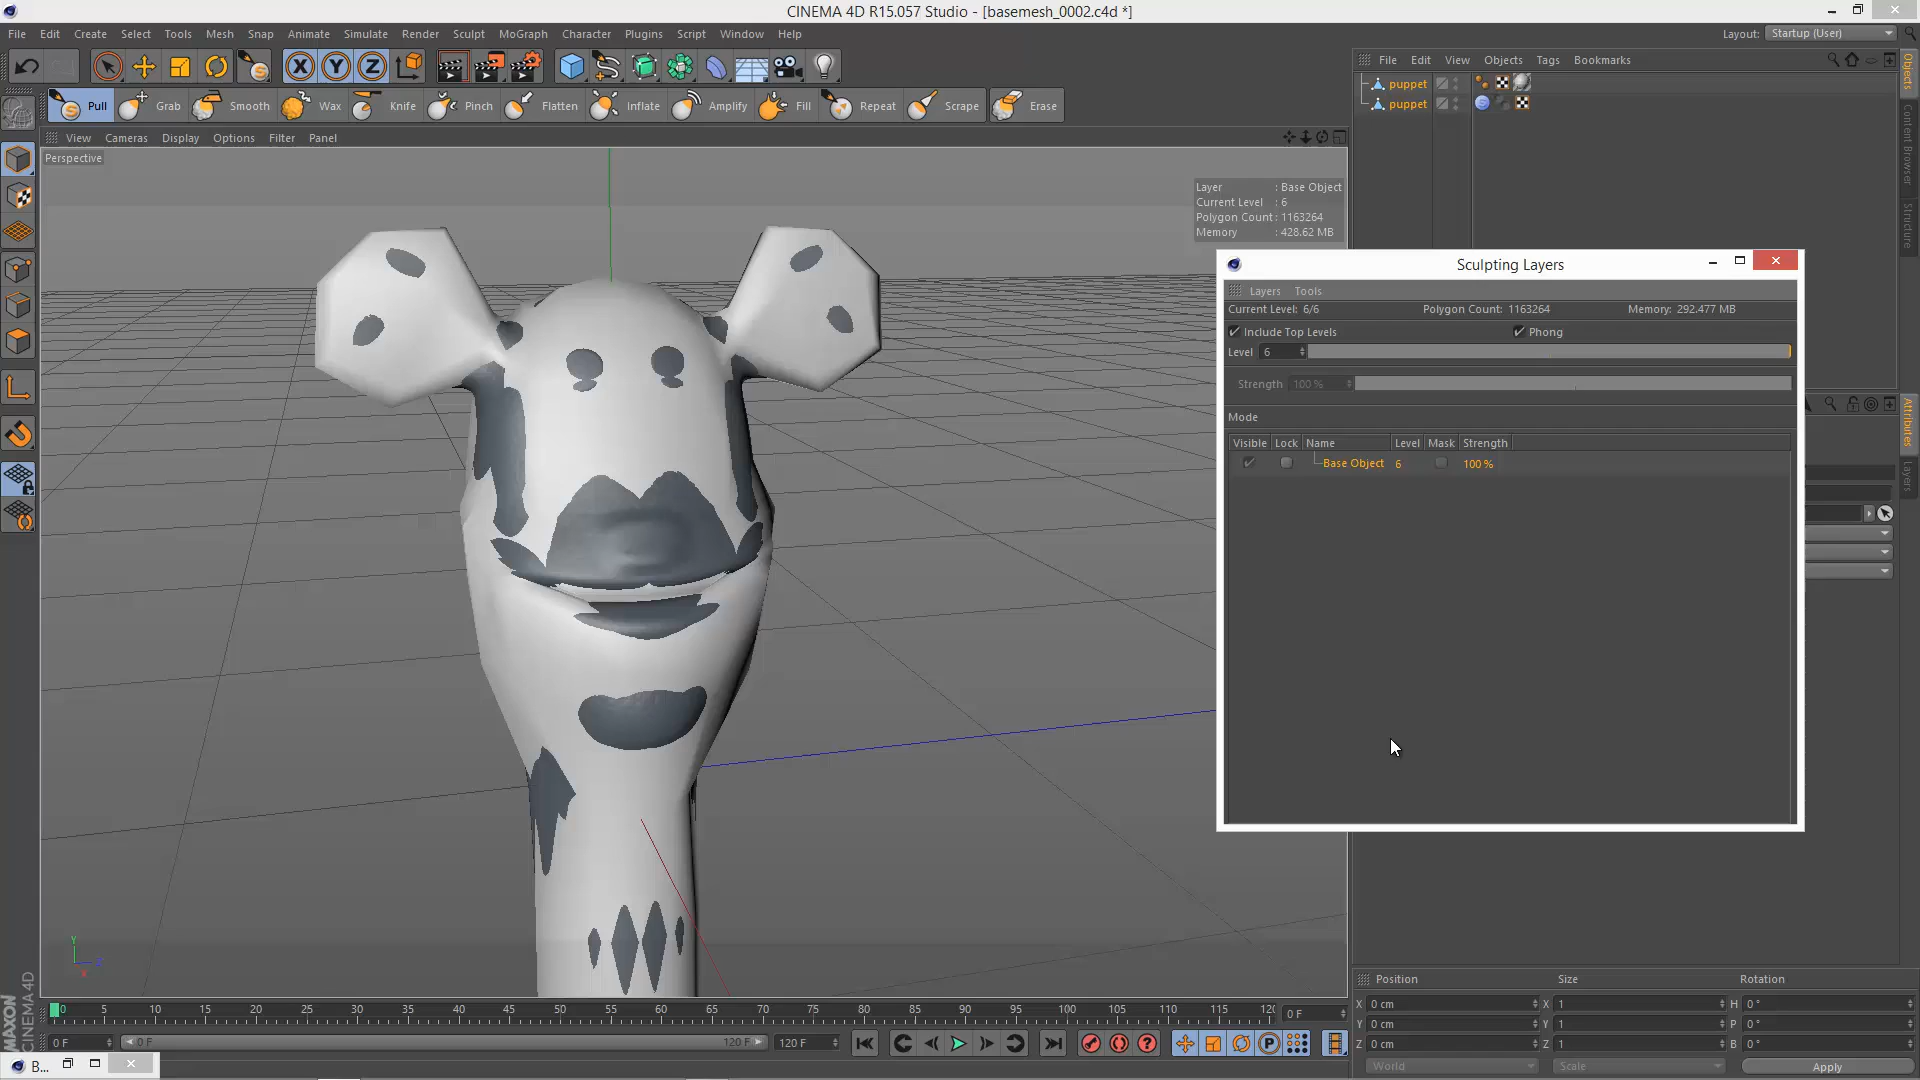 CINEMA 4D R15.057 Studio - [basemesh_0002.c4d *]
File Edit Create Select Tools Mesh Snap Animate Simulate Render Sculpt MoGraph Character Plugins Script Window Help
Layout: Startup (User)
X Y Z
File Edit View Objects Tags Bookmarks
Pull Grab Smooth Wax Knife Pinch Flatten Inflate Amplify Fill Repeat Scrape Erase
puppet
puppet
View Cameras Display Options Filter Panel
Perspective
Layer : Base Object
Current Level : 6
Polygon Count : 1163264
Memory : 428.62 MB
Sculpting Layers
Layers Tools
Current Level: 6/6 Polygon Count: 1163264 Memory: 292.477 MB
Include Top Levels Phong
Level 6
Strength 100 %
Mode
Visible Lock Name Level Mask Strength
Base Object 6 100 %
Objects
Content Browser
Structure
Attributes
Layers
Y
X
Z
MAXON
CINEMA 4D
0 5 10 15 20 25 30 35 40 45 50 55 60 65 70 75 80 85 90 95 100 105 110 115 120
0 F
0 F 0 F 120 F 120 F
Position Size Rotation
X 0 cm X 1 H 0 °
Y 0 cm Y 1 P 0 °
Z 0 cm Z 1 B 0 °
World Scale Apply
B...